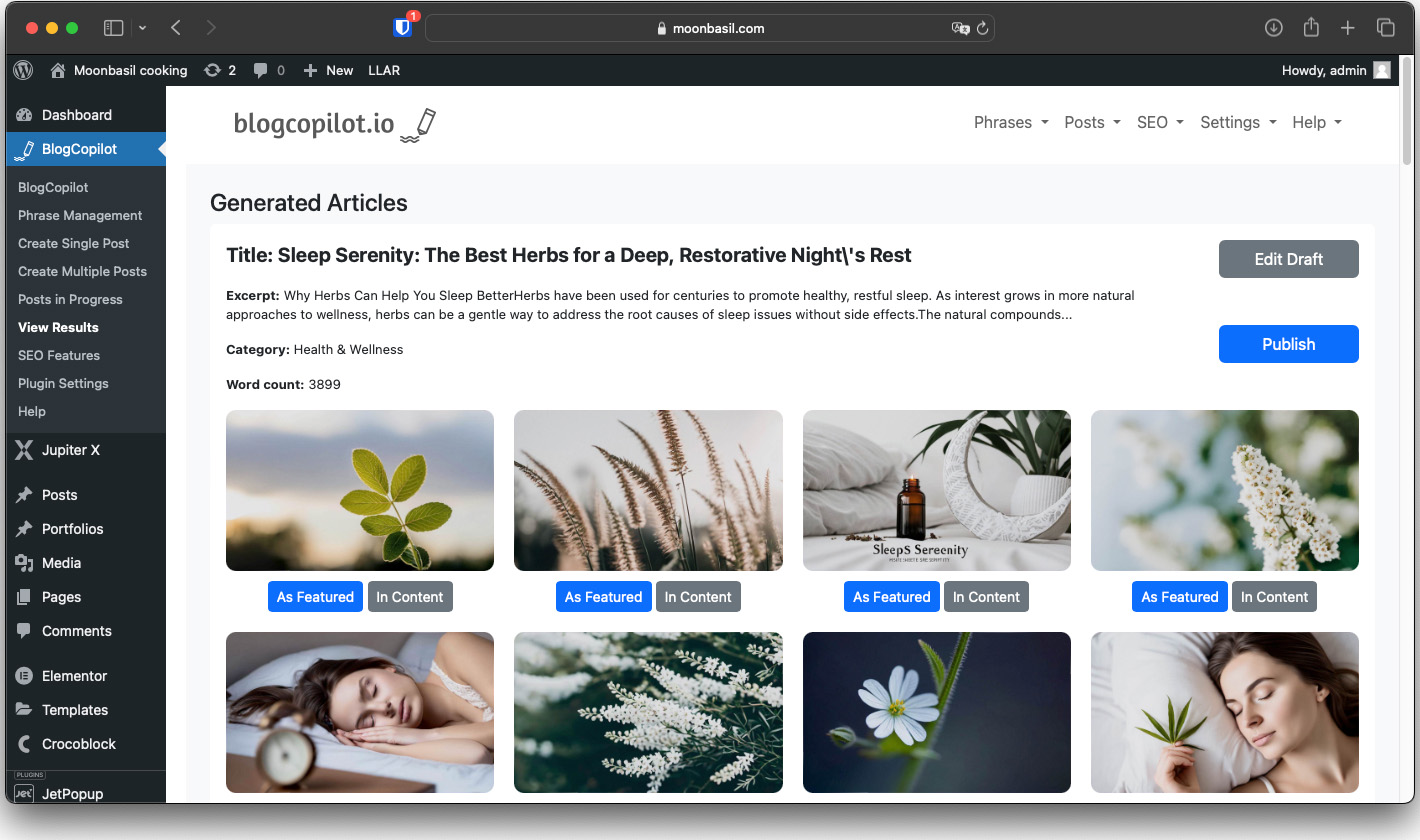 1
moonbasil.com
Moonbasil cooking
2
0
New
LLAR
Howdy, admin
Dashboard
BlogCopilot
BlogCopilot
Phrase Management
Create Single Post
Create Multiple Posts
Posts in Progress
View Results
SEO Features
Plugin Settings
Help
Jupiter X
Posts
Portfolios
Media
Pages
Comments
Elementor
Templates
Crocoblock
PLUGINS
JET JetPopup
blogcopilot.io
Phrases
Posts
SEO
Settings
Help
Generated Articles
Title: Sleep Serenity: The Best Herbs for a Deep, Restorative Night\'s Rest
Edit Draft
Excerpt: Why Herbs Can Help You Sleep BetterHerbs have been used for centuries to promote healthy, restful sleep. As interest grows in more natural
approaches to wellness, herbs can be a gentle way to address the root causes of sleep issues without side effects.The natural compounds...
Publish
Category: Health & Wellness
Word count: 3899
SleepS Sereenity
As Featured
In Content
As Featured
In Content
As Featured
In Content
As Featured
In Content